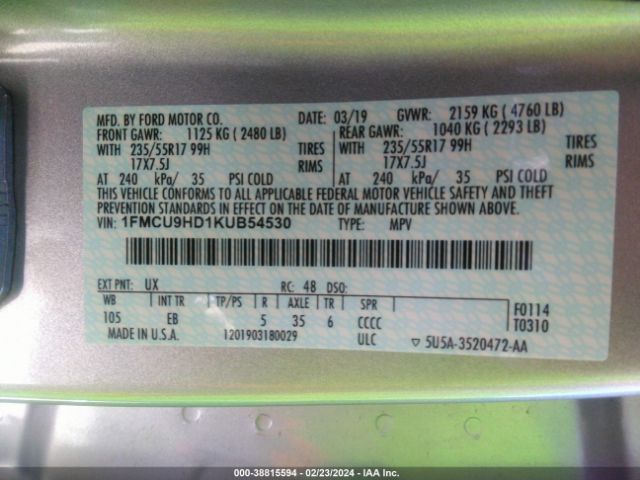 MFD. BY FORD MOTOR CO. DATE: 03/19 GVWR: 2159 KG ( 4760 LB)
FRONT GAWR: 1125 KG ( 2480 LB) REAR GAWR: 1040 KG ( 2293 LB)
WITH 235/55R17 99H TIRES WITH 235/55R17 99H TIRES
17X7.5J RIMS 17X7.5J RIMS
AT 240 kPa/ 35 PSI COLD AT 240 kPa/ 35 PSI COLD
THIS VEHICLE CONFORMS TO ALL APPLICABLE FEDERAL MOTOR VEHICLE SAFETY AND THEFT
PREVENTION STANDARDS IN EFFECT ON THE DATE OF MANUFACTURE SHOWN ABOVE.
VIN: 1FMCU9HD1KUB54530 TYPE: MPV
EXT PNT: UX RC: 48 DSO:
WB INT TR TP/PS R AXLE TR SPR F0114
105 EB 5 35 6 CCCC T0310
MADE IN U.S.A. 1201903180029 ULC ▽ 5U5A-3520472-AA
000-38815594 - 02/23/2024 - IAA Inc.